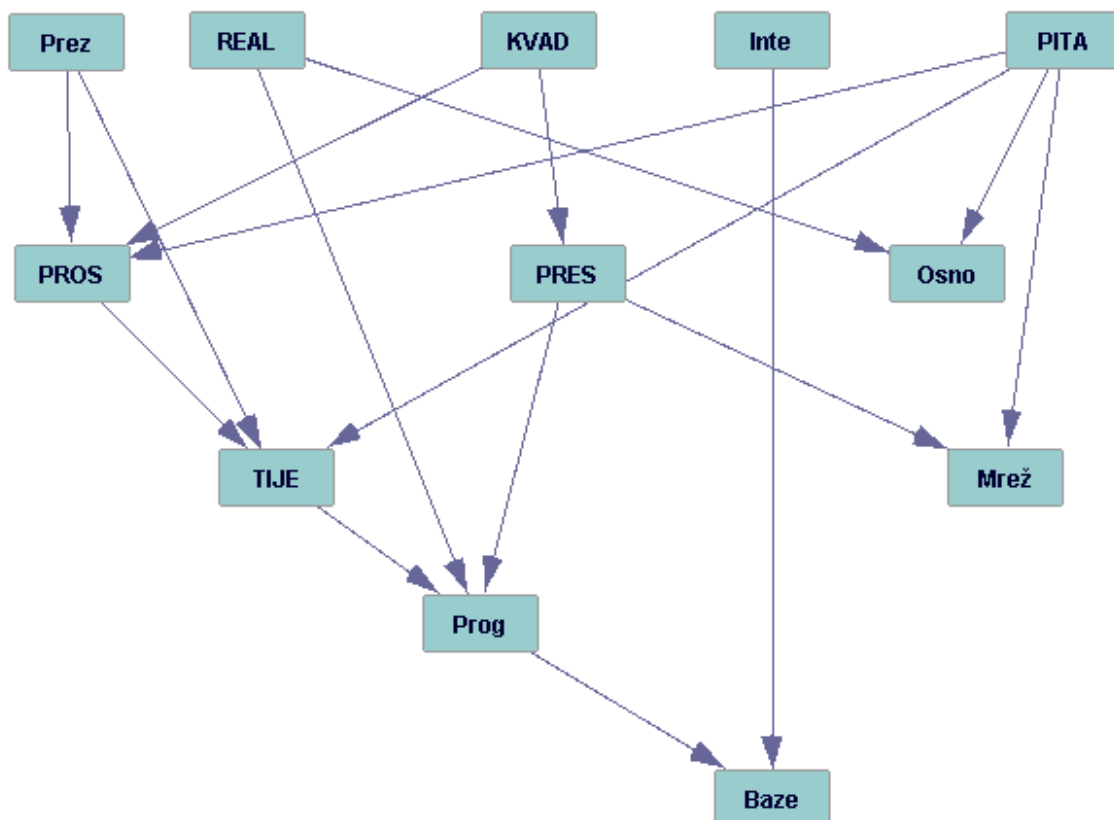 Prez
REAL
KVAD
Inte
PITA
PROS
PRES
Osno
TIJE
Mrež
Prog
Baze